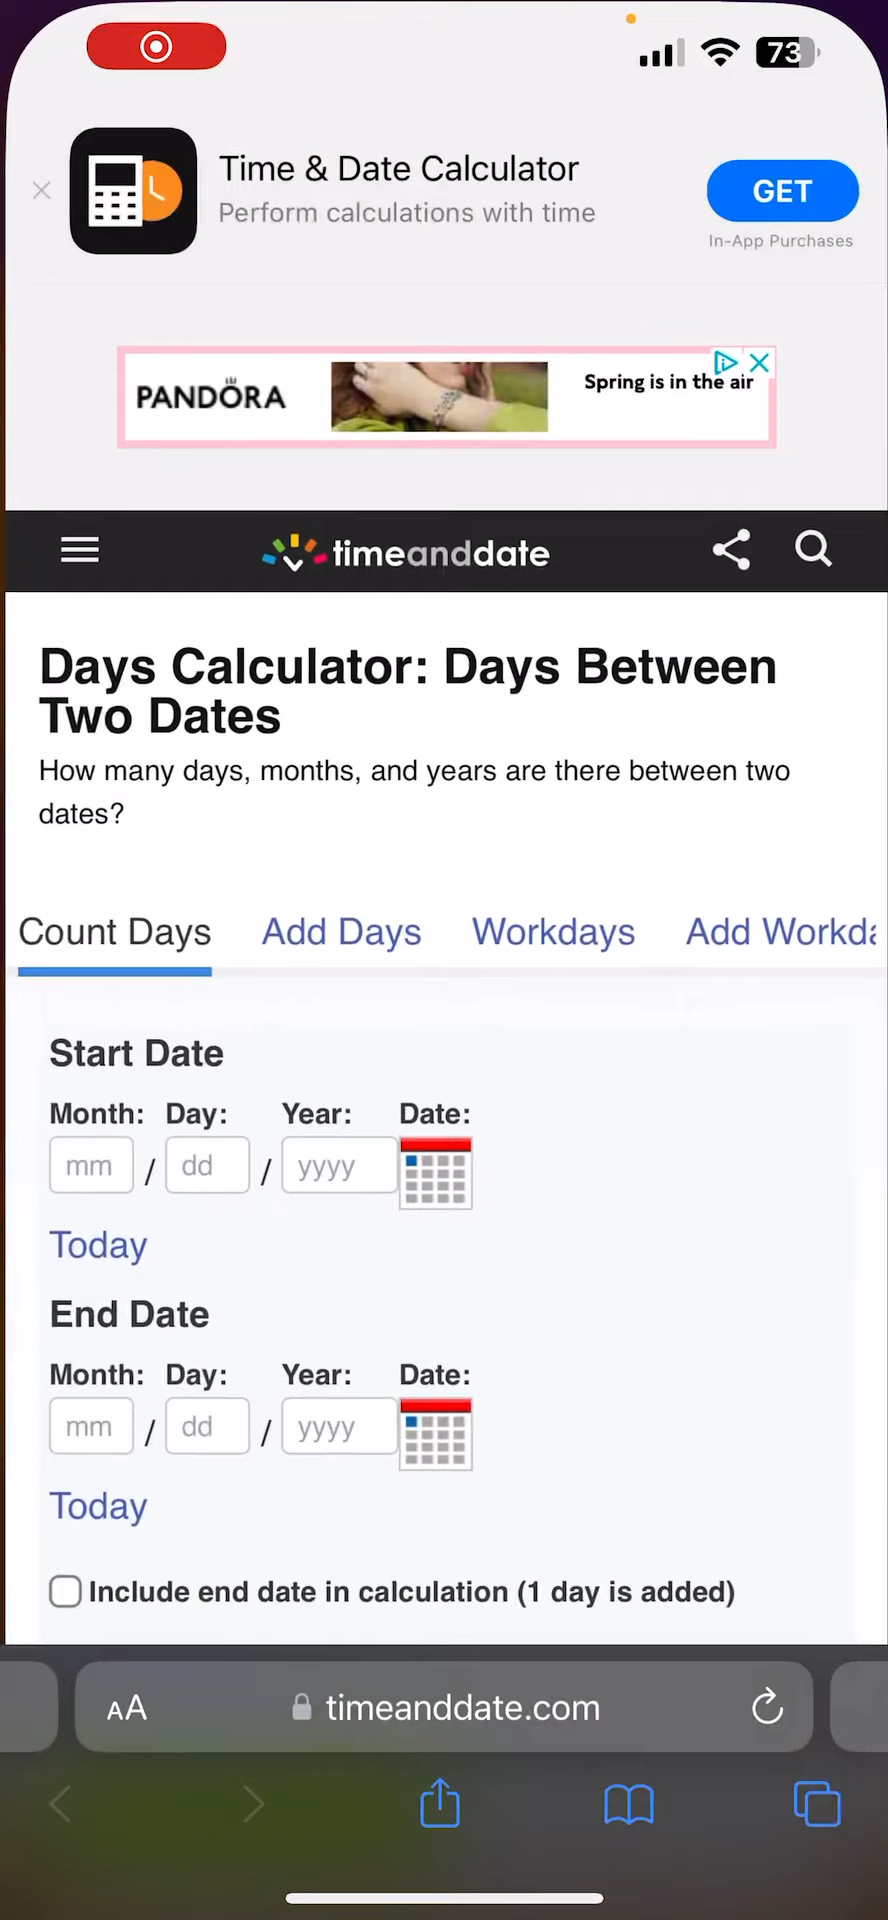 73
Time & Date Calculator
Perform calculations with time
GET
In-App Purchases
PANDÖRA
Spring is in the air
timeanddate
Days Calculator: Days Between
Two Dates
How many days, months, and years are there between two
dates?
Count Days Add Days Workdays Add Workda
Start Date
Month: Day: Year: Date:
mm / dd / yyyy
Today
End Date
Month: Day: Year: Date:
mm / dd / yyyy
Today
Include end date in calculation (1 day is added)
AA timeanddate.com